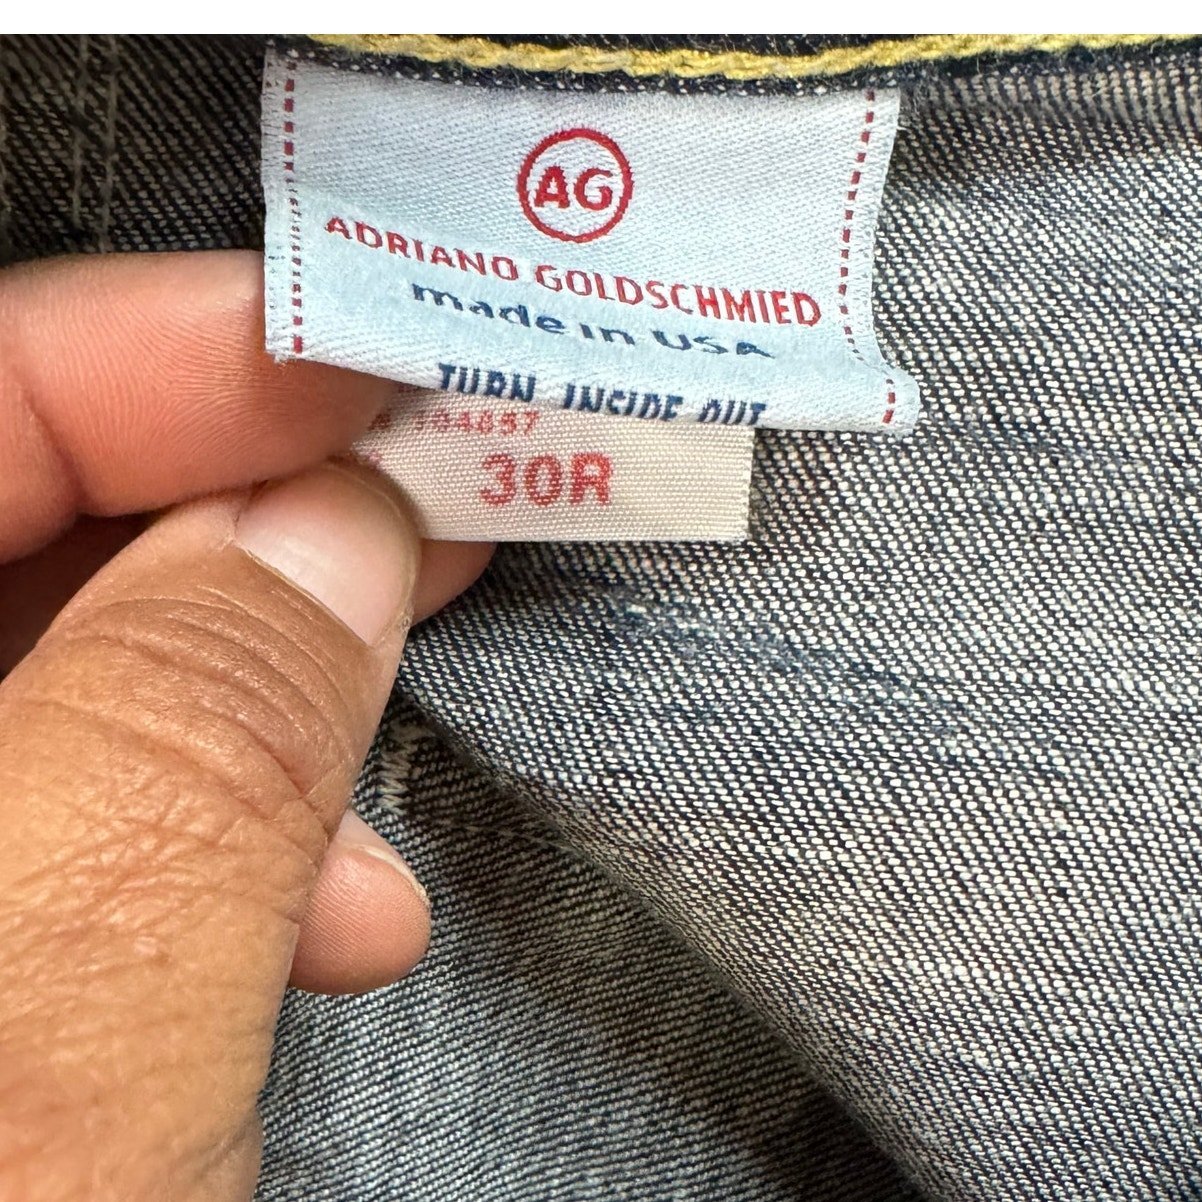 AG
ADRIANO GOLDSCHMIED
made in USA
TURN INSIDE OUT
30R